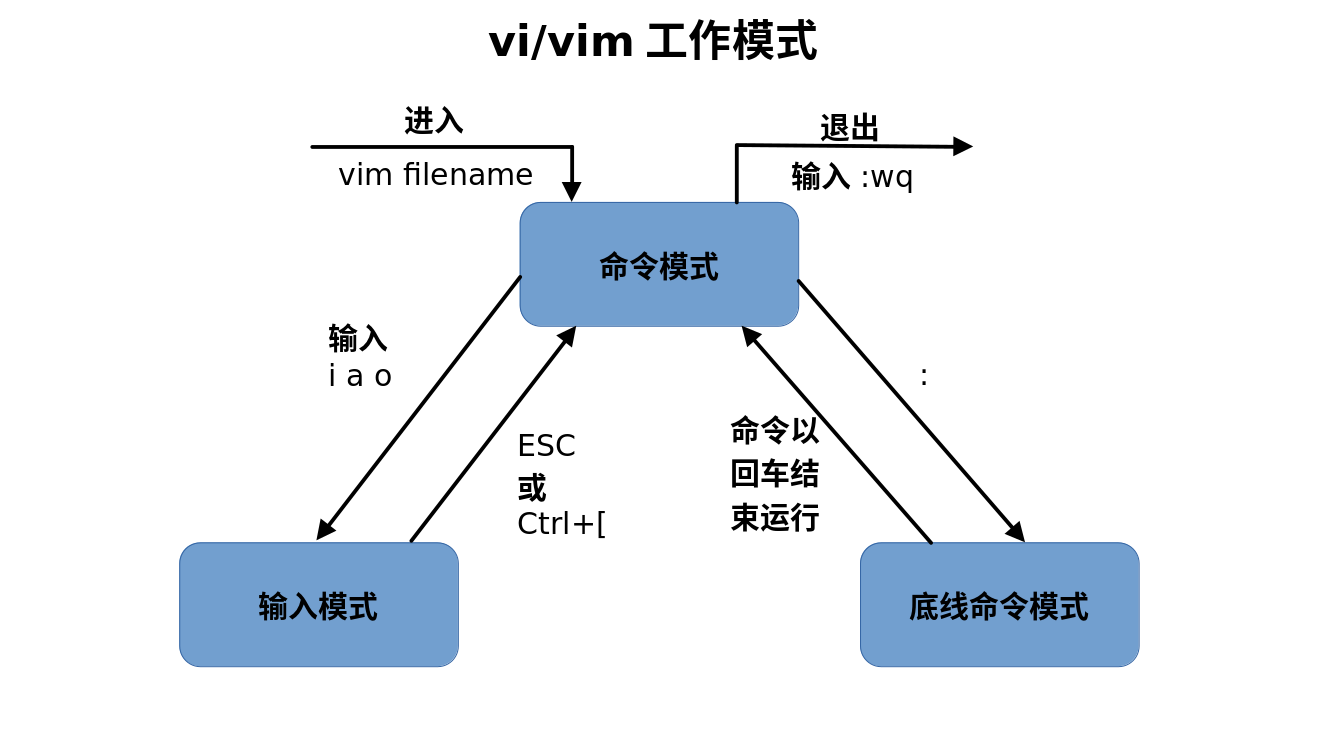 vi/vim 工作模式
进入
vim filename
退出
输入 :wq
命令模式
输入
i a o
:
ESC
或
Ctrl+[
命令以
回车结
束运行
输入模式
底线命令模式